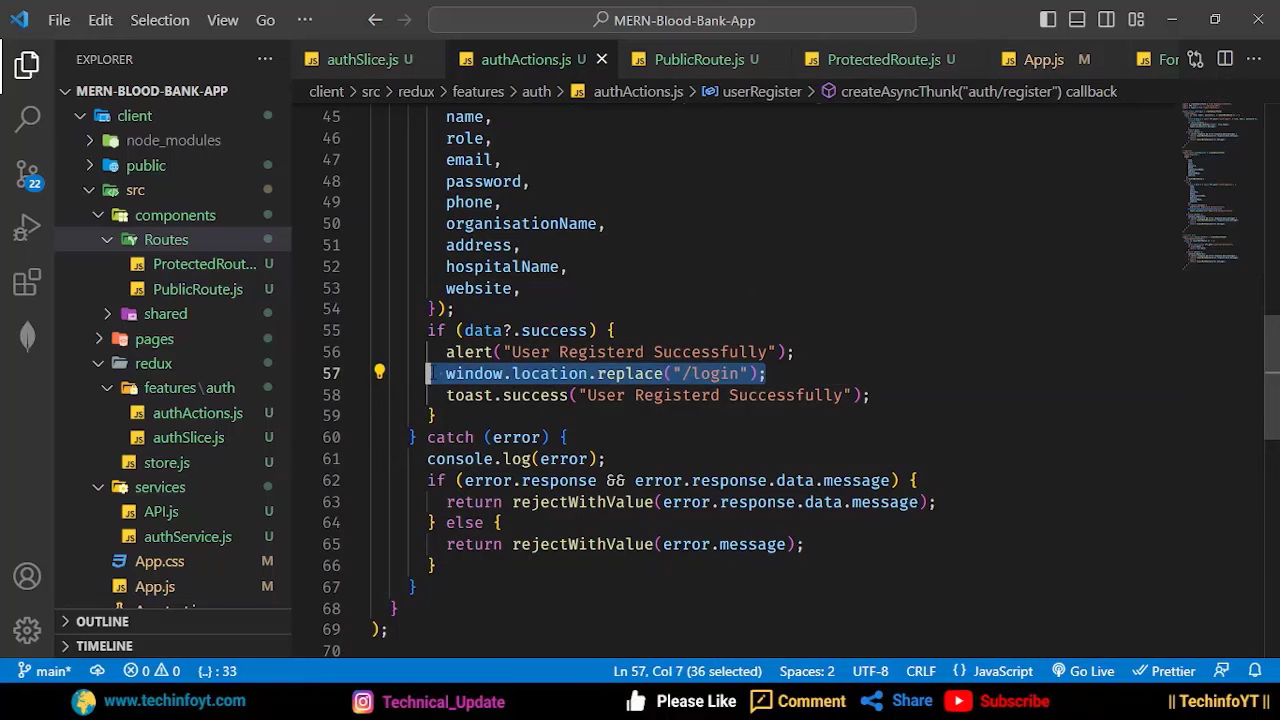 File Edit Selection View Go ··· MERN-Blood-Bank-App
EXPLORER ···
MERN-BLOOD-BANK-APP
client
node_modules
public
src
components
Routes
ProtectedRout... U
PublicRoute.js U
shared
pages
redux
features\auth
authActions.js U
authSlice.js U
store.js U
services
API.js U
authService.js U
App.css M
App.js M
OUTLINE
TIMELINE
22
authSlice.js U authActions.js U PublicRoute.js U ProtectedRoute.js U App.js M For
client > src > redux > features > auth > authActions.js > userRegister > createAsyncThunk("auth/register") callback
45 name,
46 role,
47 email,
48 password,
49 phone,
50 organisationName,
51 address,
52 hospitalName,
53 website,
54 });
55 if (data?.success) {
56 alert("User Registerd Successfully");
57 window.location.replace("/login");
58 toast.success("User Registerd Successfully");
59 }
60 } catch (error) {
61 console.log(error);
62 if (error.response && error.response.data.message) {
63 return rejectWithValue(error.response.data.message);
64 } else {
65 return rejectWithValue(error.message);
66 }
67 }
68 }
69 );
70
main* 0 0 {..} : 33 Ln 57, Col 7 (36 selected) Spaces: 2 UTF-8 CRLF {} JavaScript Go Live Prettier
www.techinfoyt.com Technical_Update Please Like Comment Share Subscribe || TechinfoYT ||